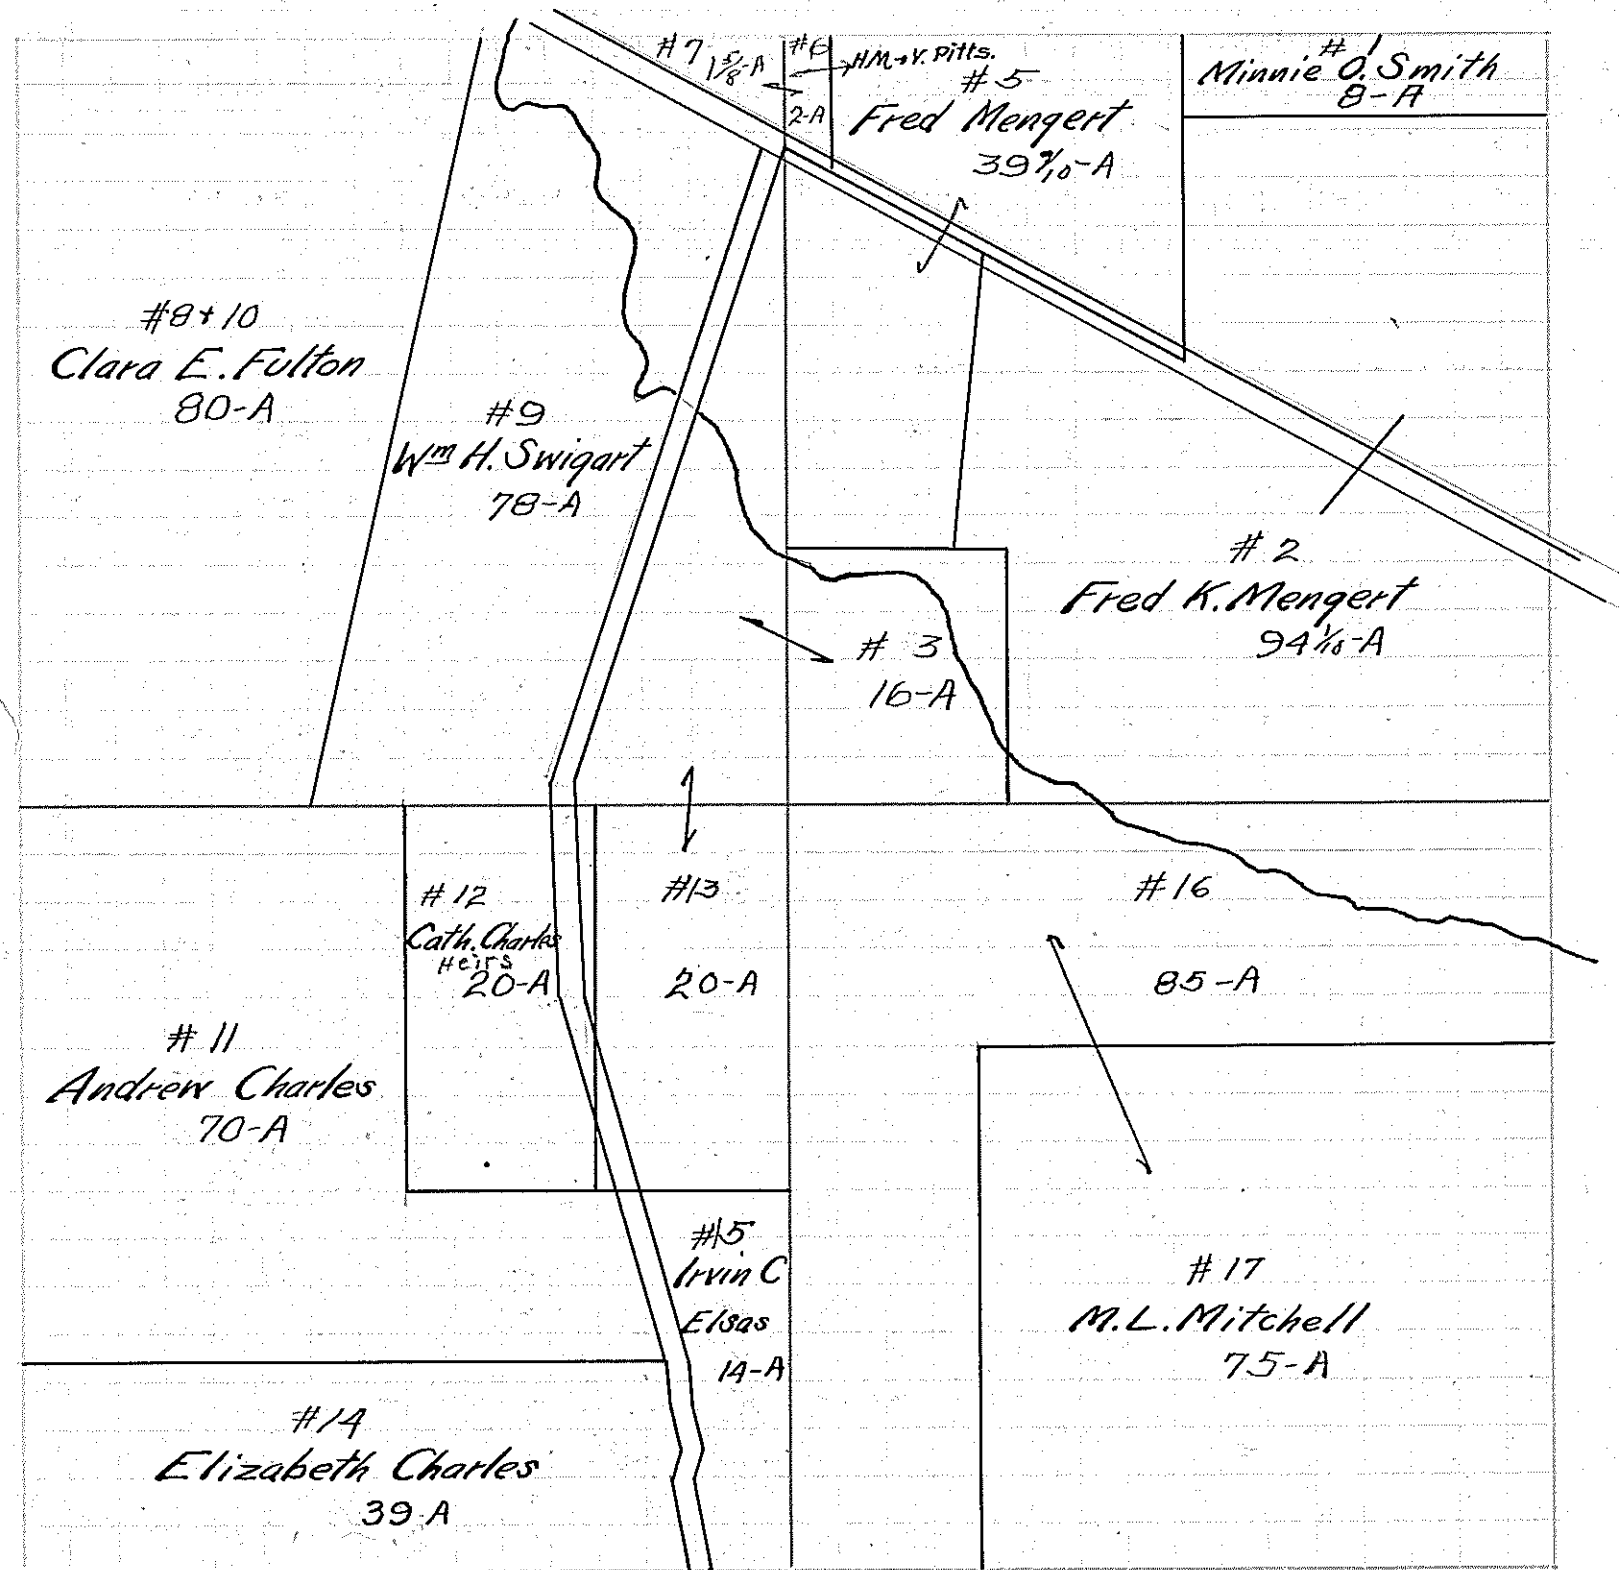 # 7
1 5/8-A
#6
2-A
H.M.+V. Pitts.
# 5
Fred Mengert
39 7/10-A
# 1
Minnie O. Smith
8-A
#8+10
Clara E. Fulton
80-A
#9
Wm H. Swigart
78-A
# 2
Fred K. Mengert
94 1/10-A
# 3
16-A
# 12
Cath. Charles
Heirs
20-A
#13
20-A
# 16
85-A
# 11
Andrew Charles
70-A
#15
Irvin C
Elsas
14-A
# 17
M.L. Mitchell
75-A
#14
Elizabeth Charles
39 A